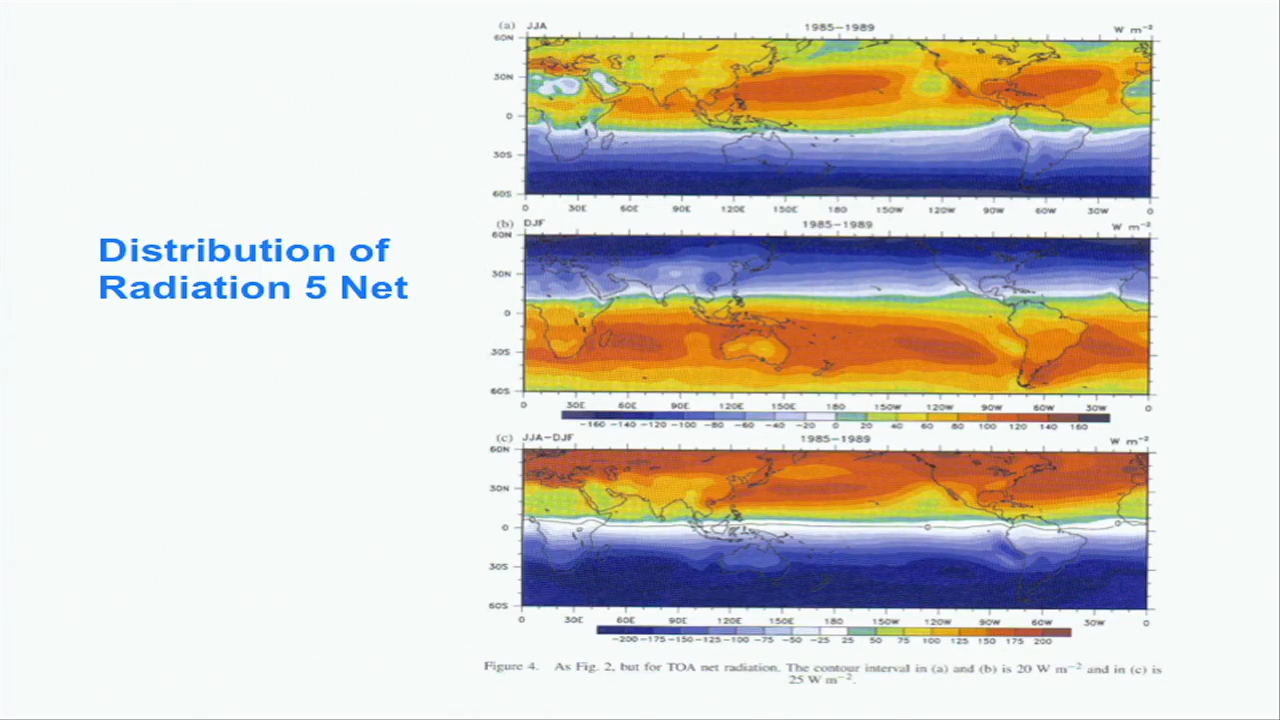 Distribution of
Radiation 5 Net
(a) JJA 1985-1989 W m⁻²
60N
30N
0
30S
60S
0 30E 60E 90E 120E 150E 180 150W 120W 90W 60W 30W 0
(b) DJF 1985-1989 W m⁻²
60N
30N
0
30S
60S
0 30E 60E 90E 120E 150E 180 150W 120W 90W 60W 30W 0
-160 -140 -120 -100 -80 -60 -40 -20 0 20 40 60 80 100 120 140 160
(c) JJA-DJF 1985-1989 W m⁻²
60N
30N
0
30S
60S
0 30E 60E 90E 120E 150E 180 150W 120W 90W 60W 30W 0
-200 -175 -150 -125 -100 -75 -50 -25 25 50 75 100 125 150 175 200
Figure 4. As Fig. 2, but for TOA net radiation. The contour interval in (a) and (b) is 20 W m⁻² and in (c) is
25 W m⁻².